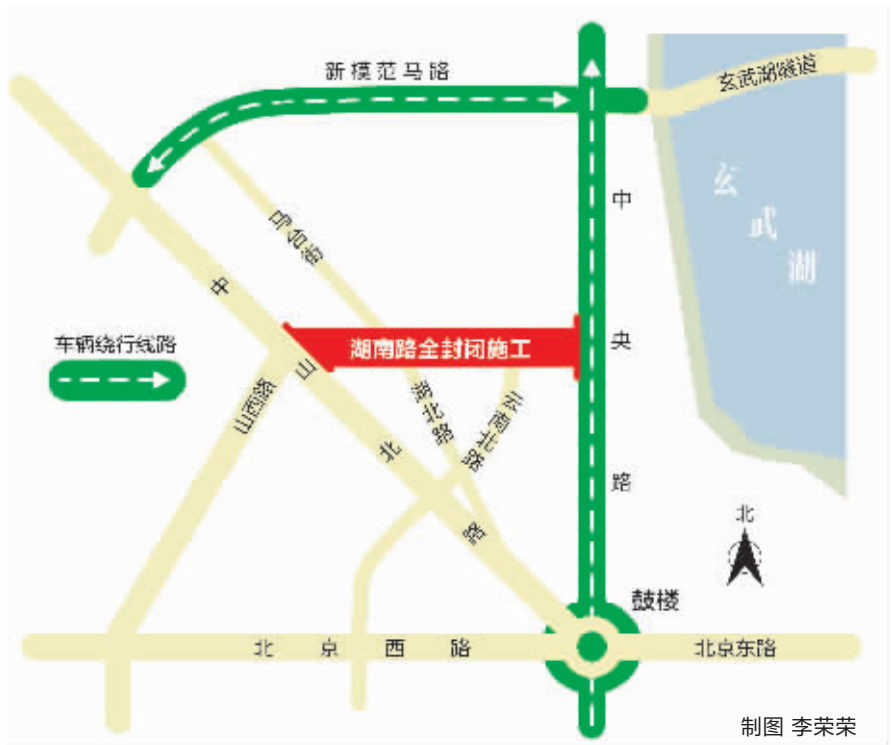 新模范马路
玄武湖隧道
玄武湖
中央路
马台街
中山北路
湖南路全封闭施工
车辆绕行线路
山西路
湖北路
云南北路
北
鼓楼
北京西路
北京东路
制图 李荣荣